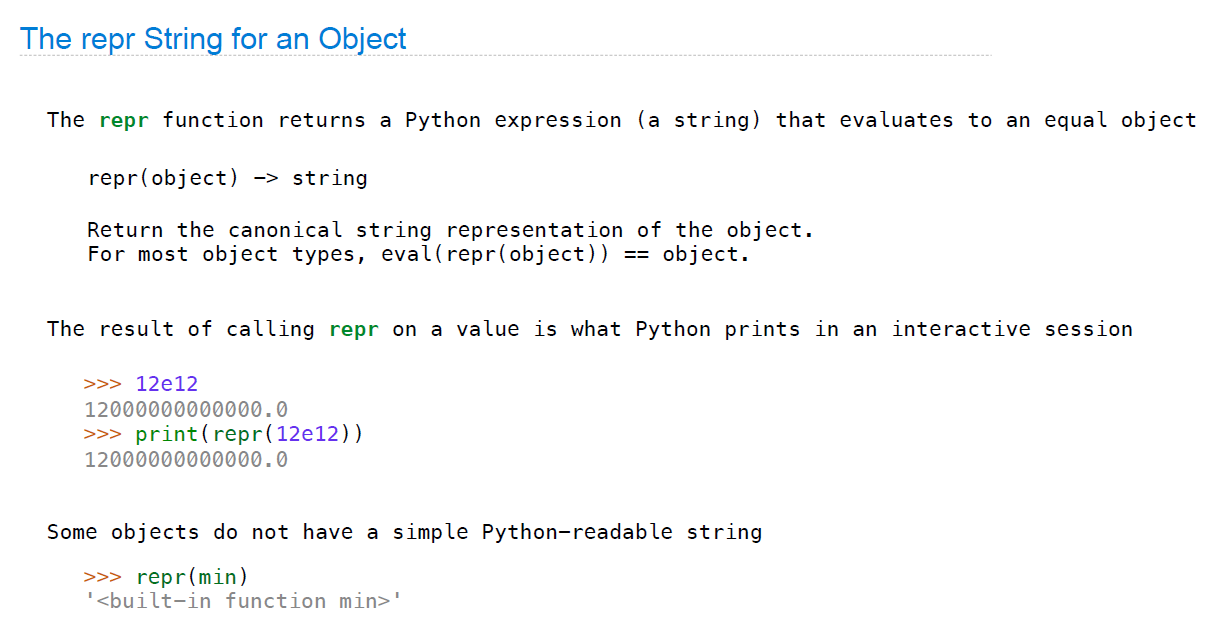 The repr String for an Object
The repr function returns a Python expression (a string) that evaluates to an equal object
repr(object) -> string
Return the canonical string representation of the object.
For most object types, eval(repr(object)) == object.
The result of calling repr on a value is what Python prints in an interactive session
>>> 12e12
12000000000000.0
>>> print(repr(12e12))
12000000000000.0
Some objects do not have a simple Python-readable string
>>> repr(min)
'<built-in function min>'